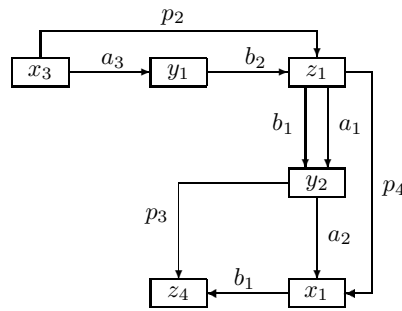 p₂
x₃ a₃ y₁ b₂ z₁
b₁ a₁
y₂
p₃ a₂ p₄
z₄ b₁ x₁